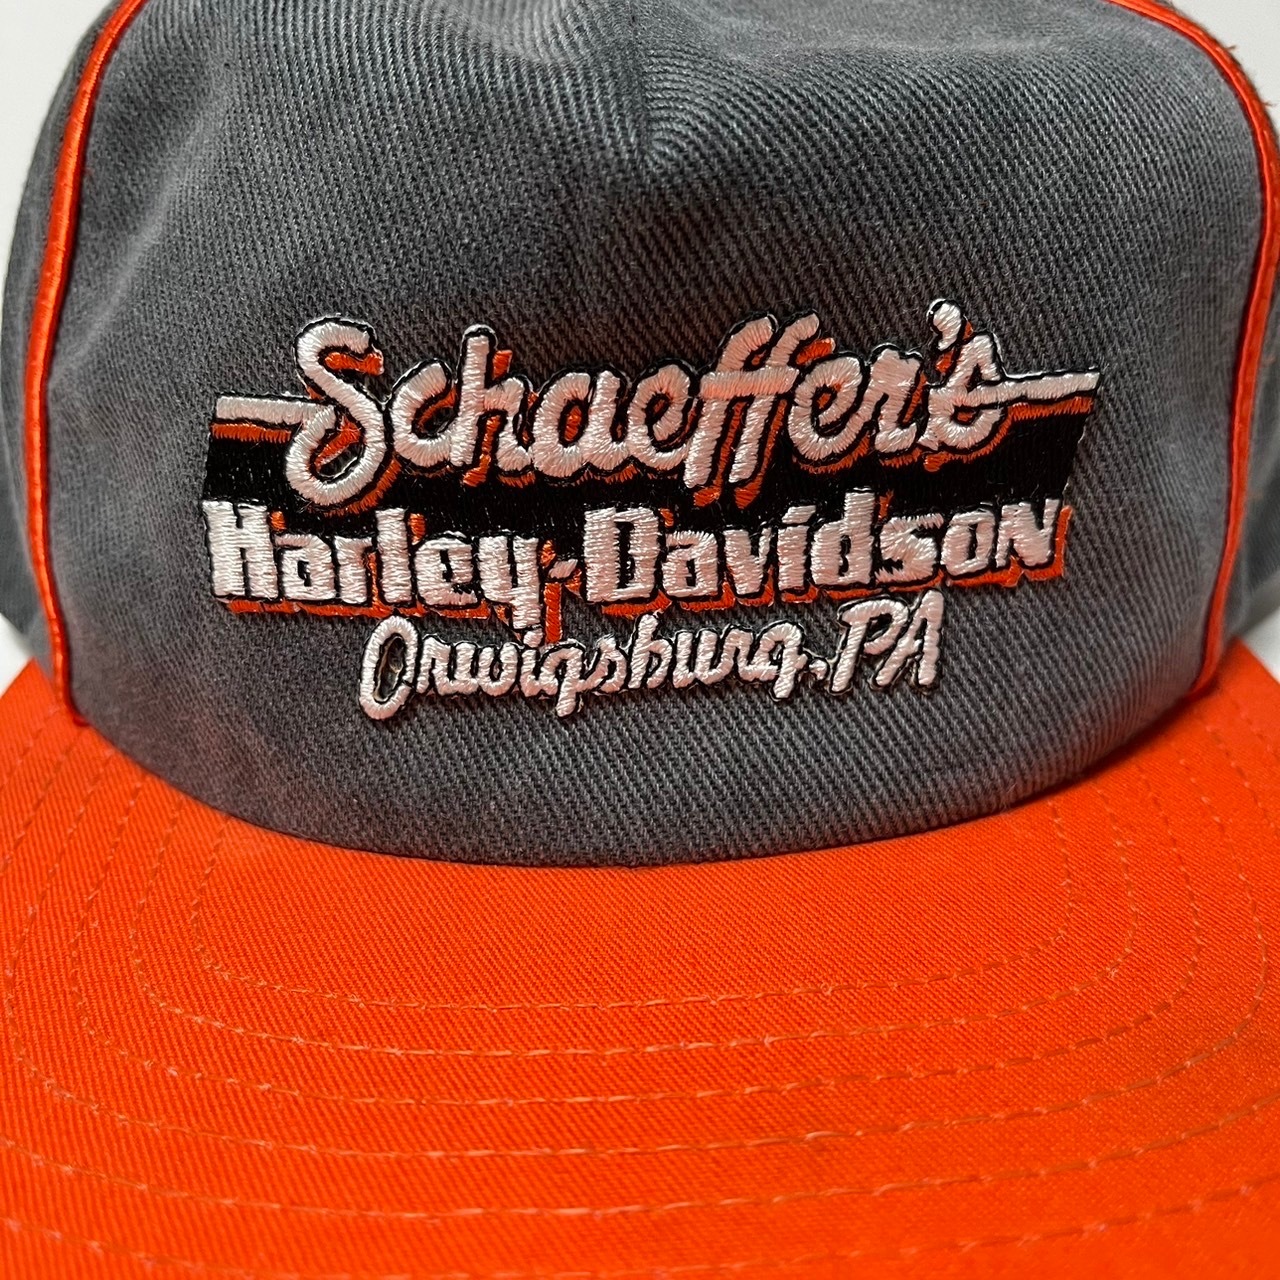 Schaeffer's
Harley-Davidson
Orwigsburg, PA